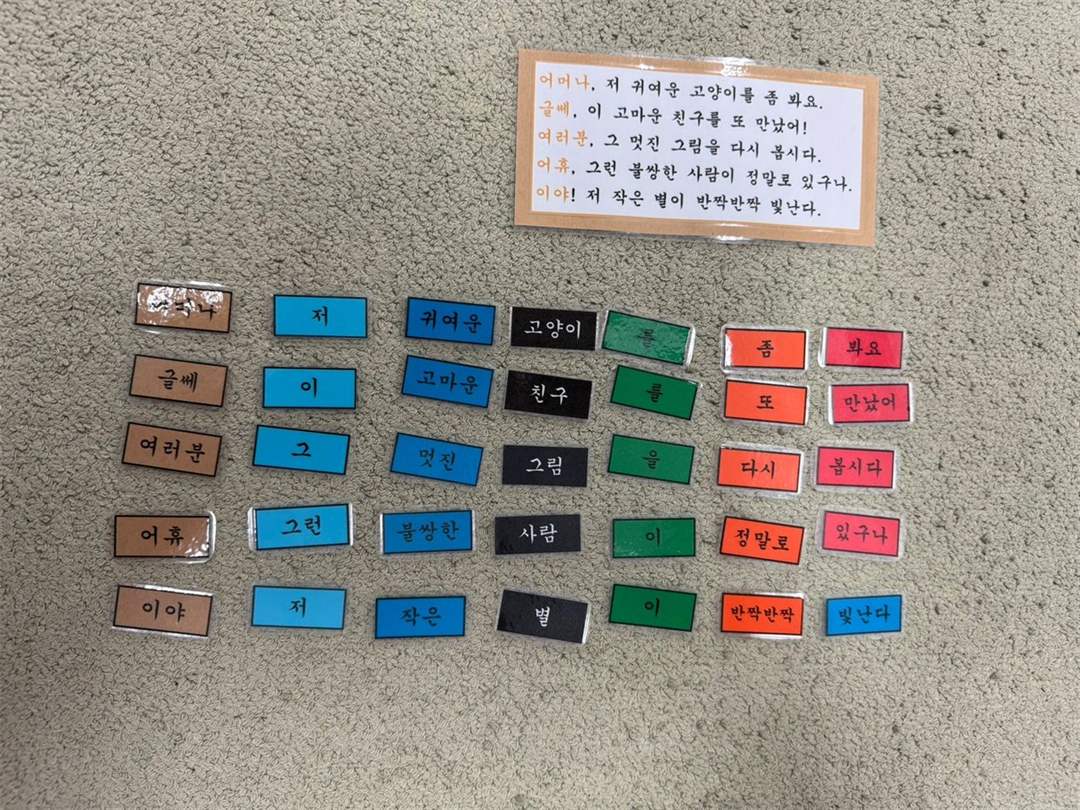 어머나, 저 귀여운 고양이를 좀 봐요.
글쎄, 이 고마운 친구를 또 만났어!
여러분, 그 멋진 그림을 다시 봅시다.
어휴, 그런 불쌍한 사람이 정말로 있구나.
이야! 저 작은 별이 반짝반짝 빛난다.
저 귀여운 고양이 를 좀 봐요
글쎄 이 고마운 친구 를 또 만났어
여러분 그 멋진 그림 을 다시 봅시다
어휴 그런 불쌍한 사람 이 정말로 있구나
이야 저 작은 별 이 반짝반짝 빛난다